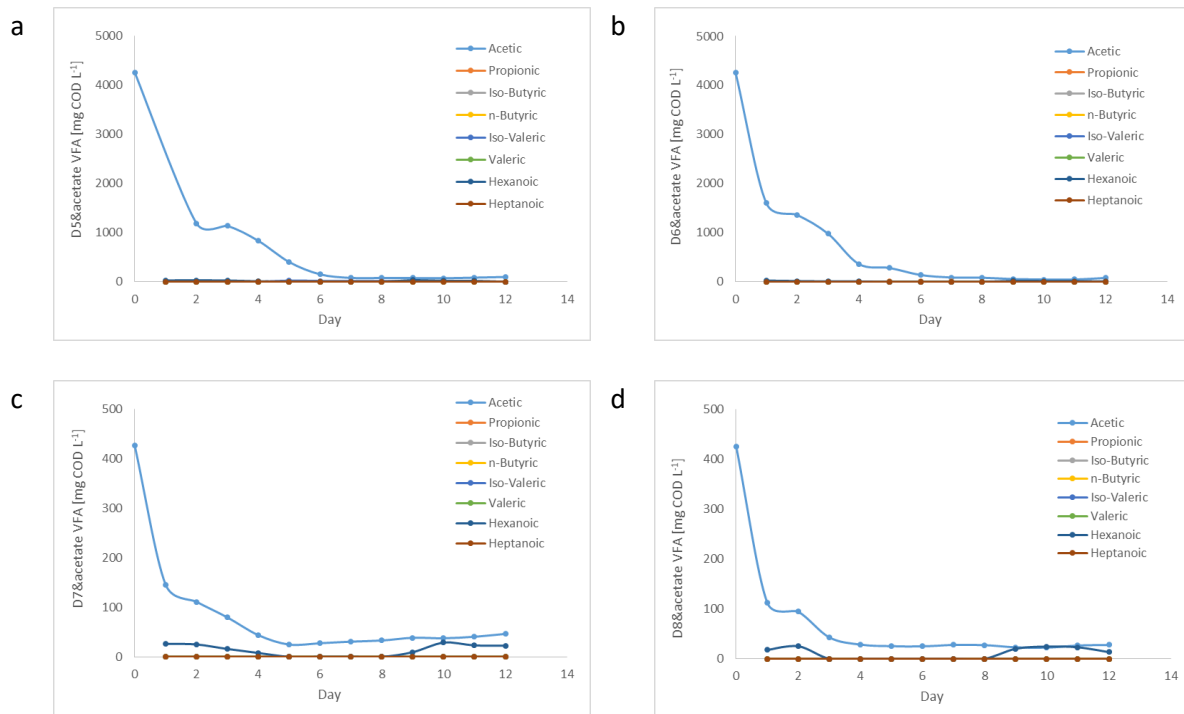 a
D5&acetate VFA [mg COD L⁻¹]
5000
4000
3000
2000
1000
0
0 2 4 6 8 10 12 14
Day
Acetic
Propionic
Iso-Butyric
n-Butyric
Iso-Valeric
Valeric
Hexanoic
Heptanoic
b
D6&acetate VFA [mg COD L⁻¹]
5000
4000
3000
2000
1000
0
0 2 4 6 8 10 12 14
Day
Acetic
Propionic
Iso-Butyric
n-Butyric
Iso-Valeric
Valeric
Hexanoic
Heptanoic
c
D7&acetate VFA [mg COD L⁻¹]
500
400
300
200
100
0
0 2 4 6 8 10 12 14
Day
Acetic
Propionic
Iso-Butyric
n-Butyric
Iso-Valeric
Valeric
Hexanoic
Heptanoic
d
D8&acetate VFA [mg COD L⁻¹]
500
400
300
200
100
0
0 2 4 6 8 10 12 14
Day
Acetic
Propionic
Iso-Butyric
n-Butyric
Iso-Valeric
Valeric
Hexanoic
Heptanoic